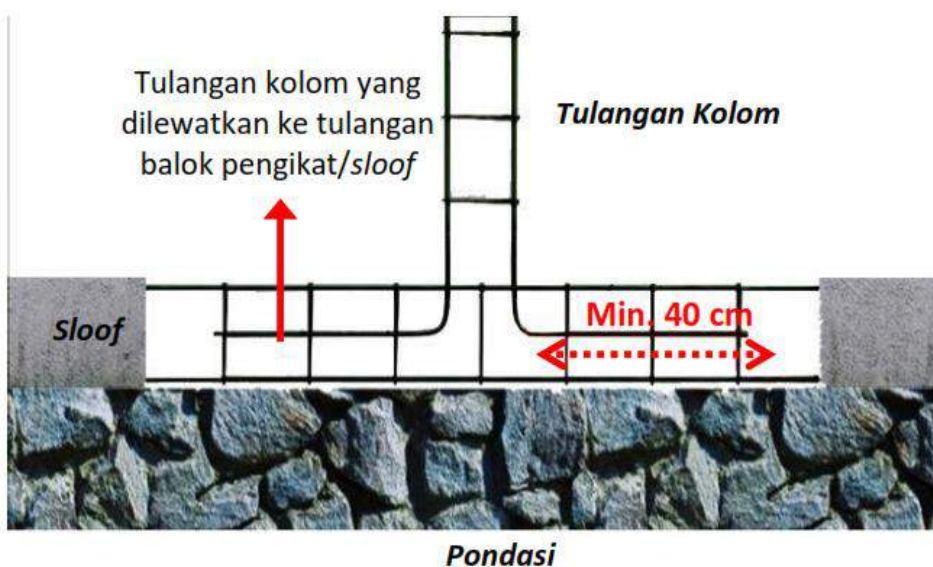 Tulangan kolom yang
dilewatkan ke tulangan
balok pengikat/sloof
Tulangan Kolom
Sloof
Min. 40 cm
Pondasi